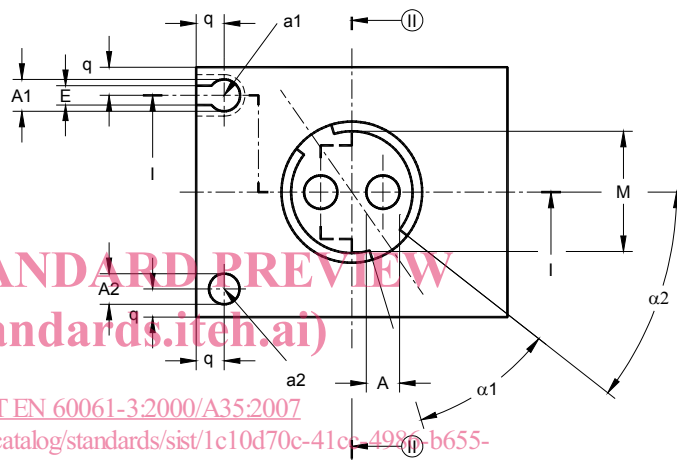 q a1 II
q
A1 E
I M
I
ANDARD PREVIEW
A2 α2
q
andards.iteh.ai)
q
a2 A α1
T EN 60061-3:2000/A35:2007
catalog/standards/sist/1c10d70c-41cc-4986-b655-
II